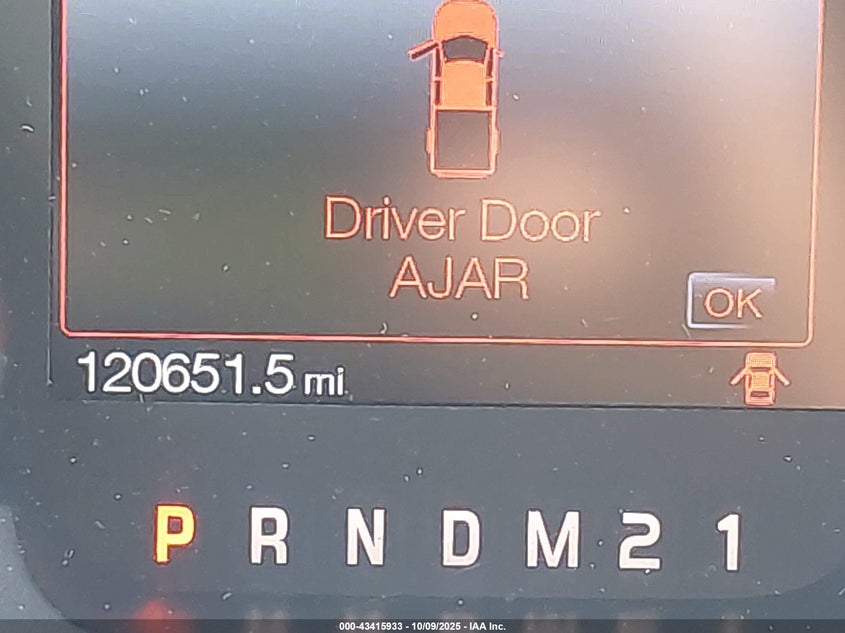 Driver Door
AJAR
OK
120651.5 mi
P R N D M 2 1
000-43415933 - 10/09/2025 - IAA Inc.